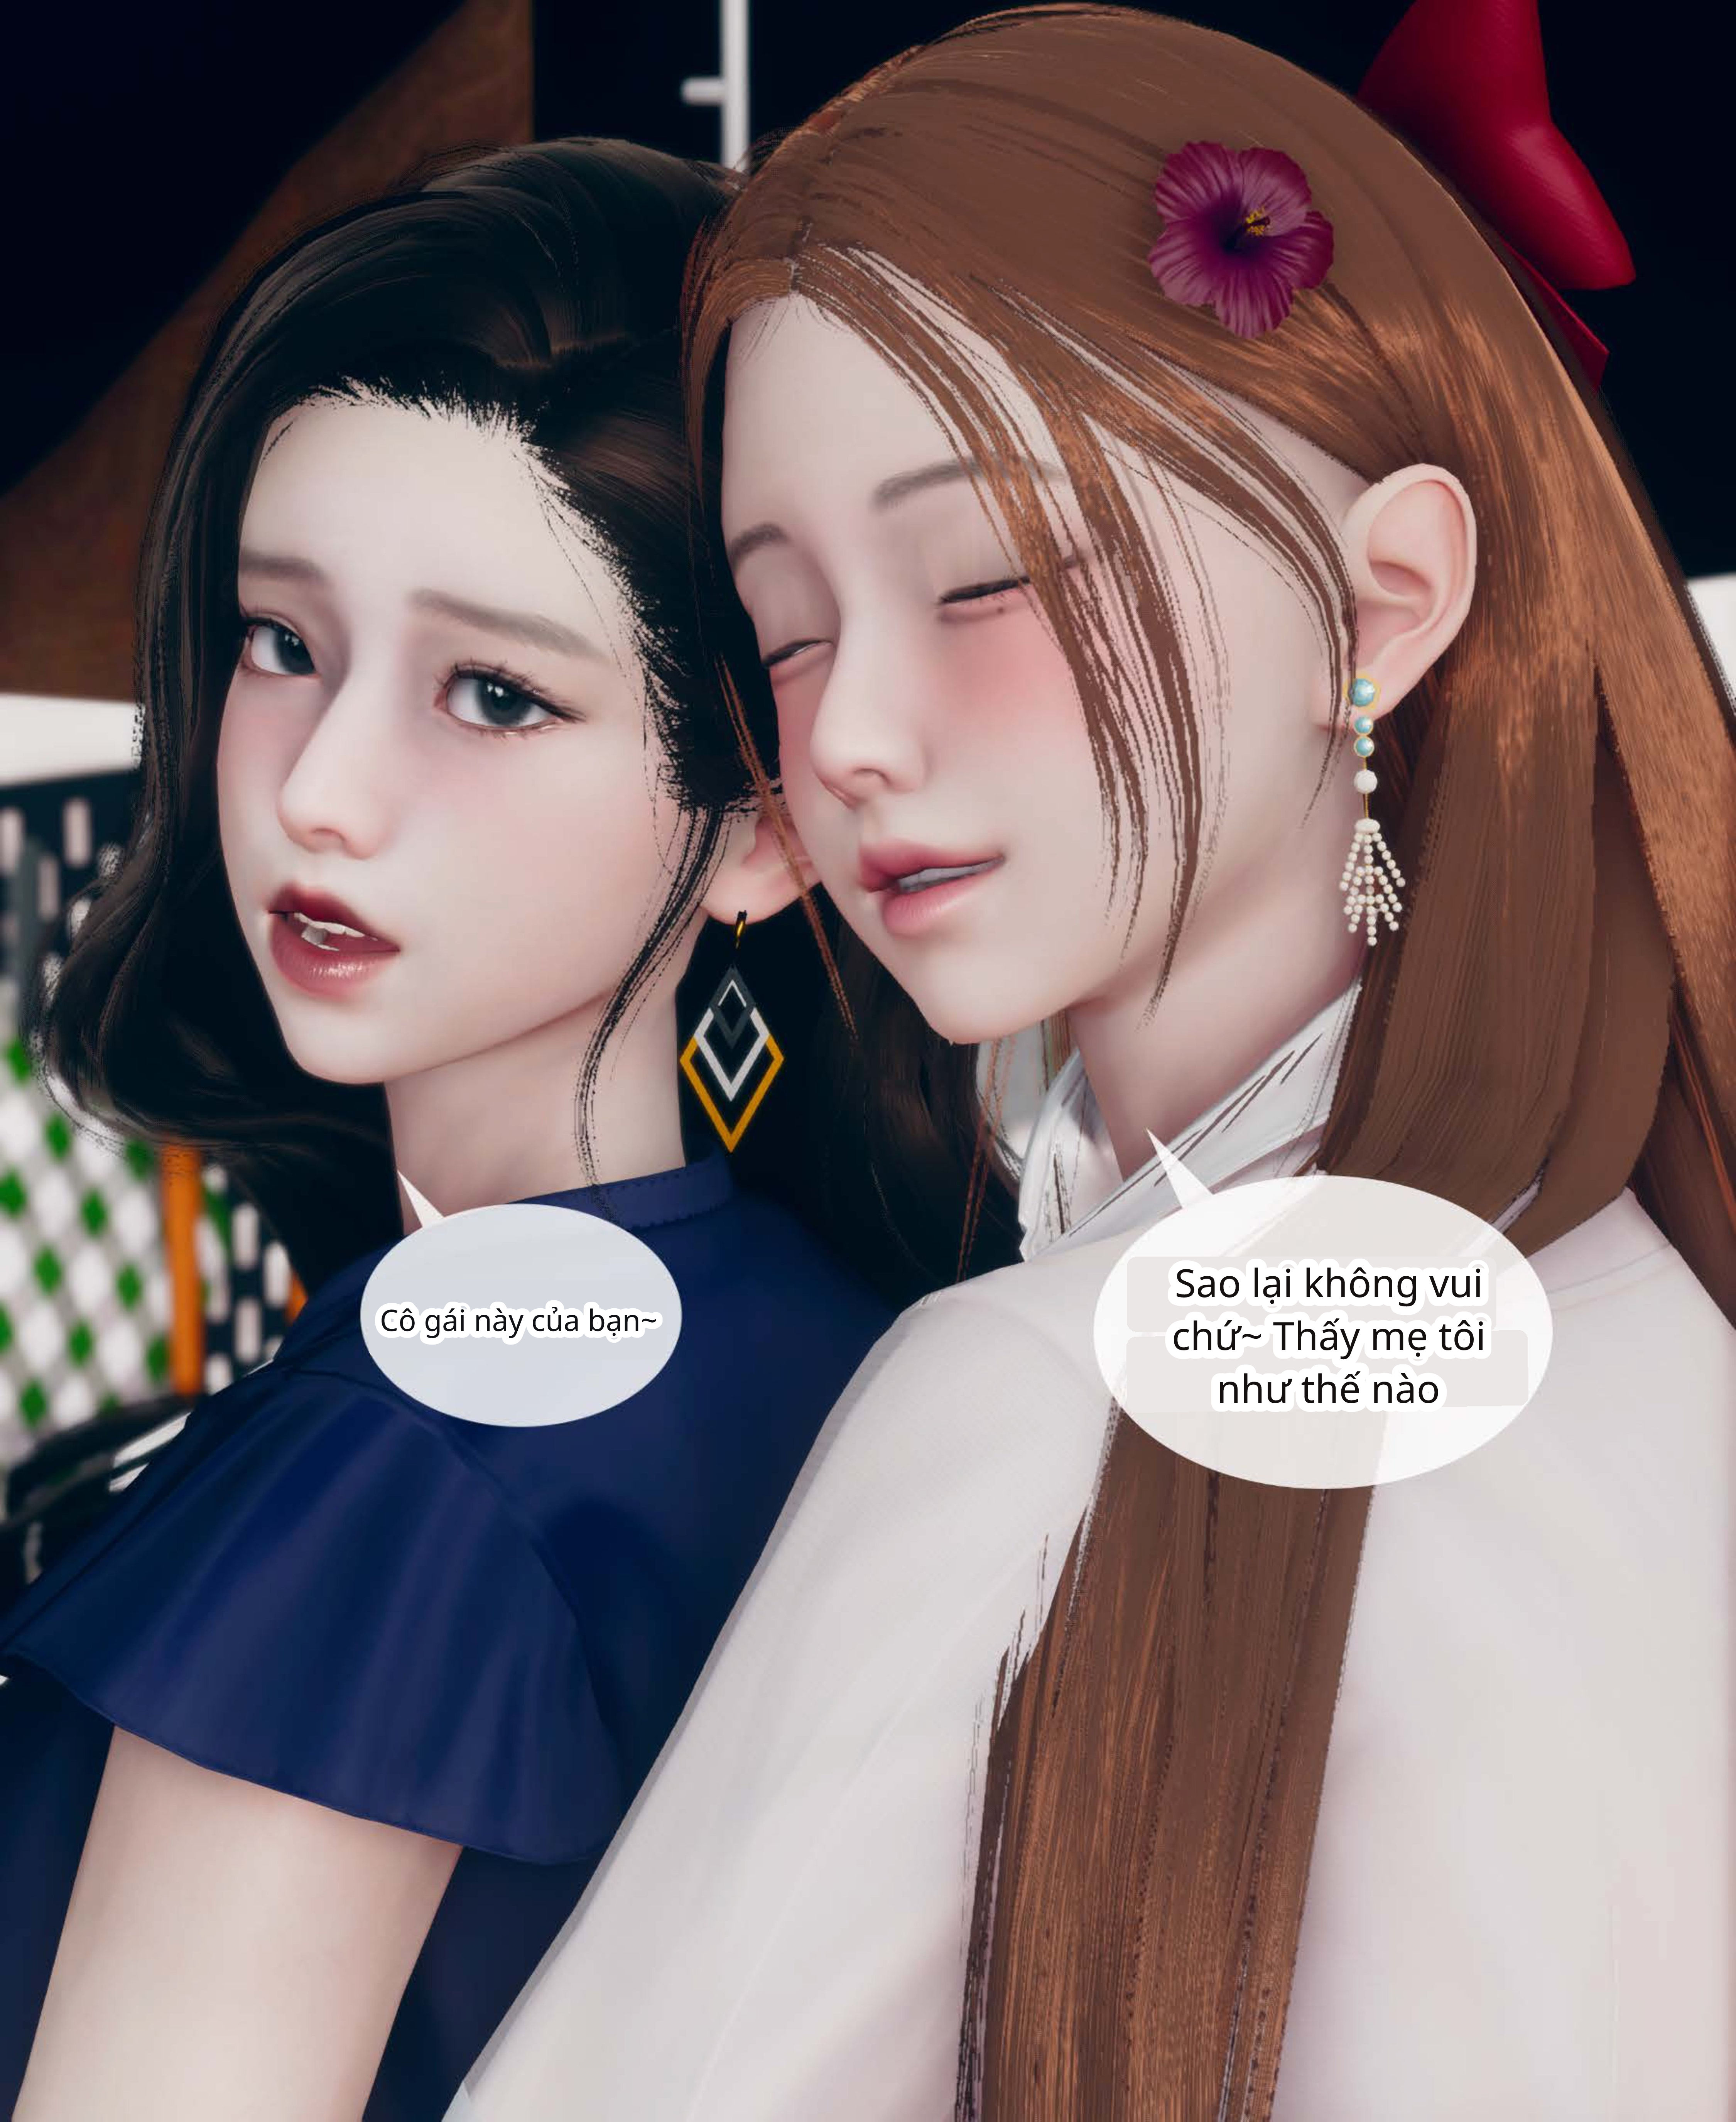 Cô gái này của bạn~
Sao lại không vui
chứ~ Thấy mẹ tôi
như thế nào